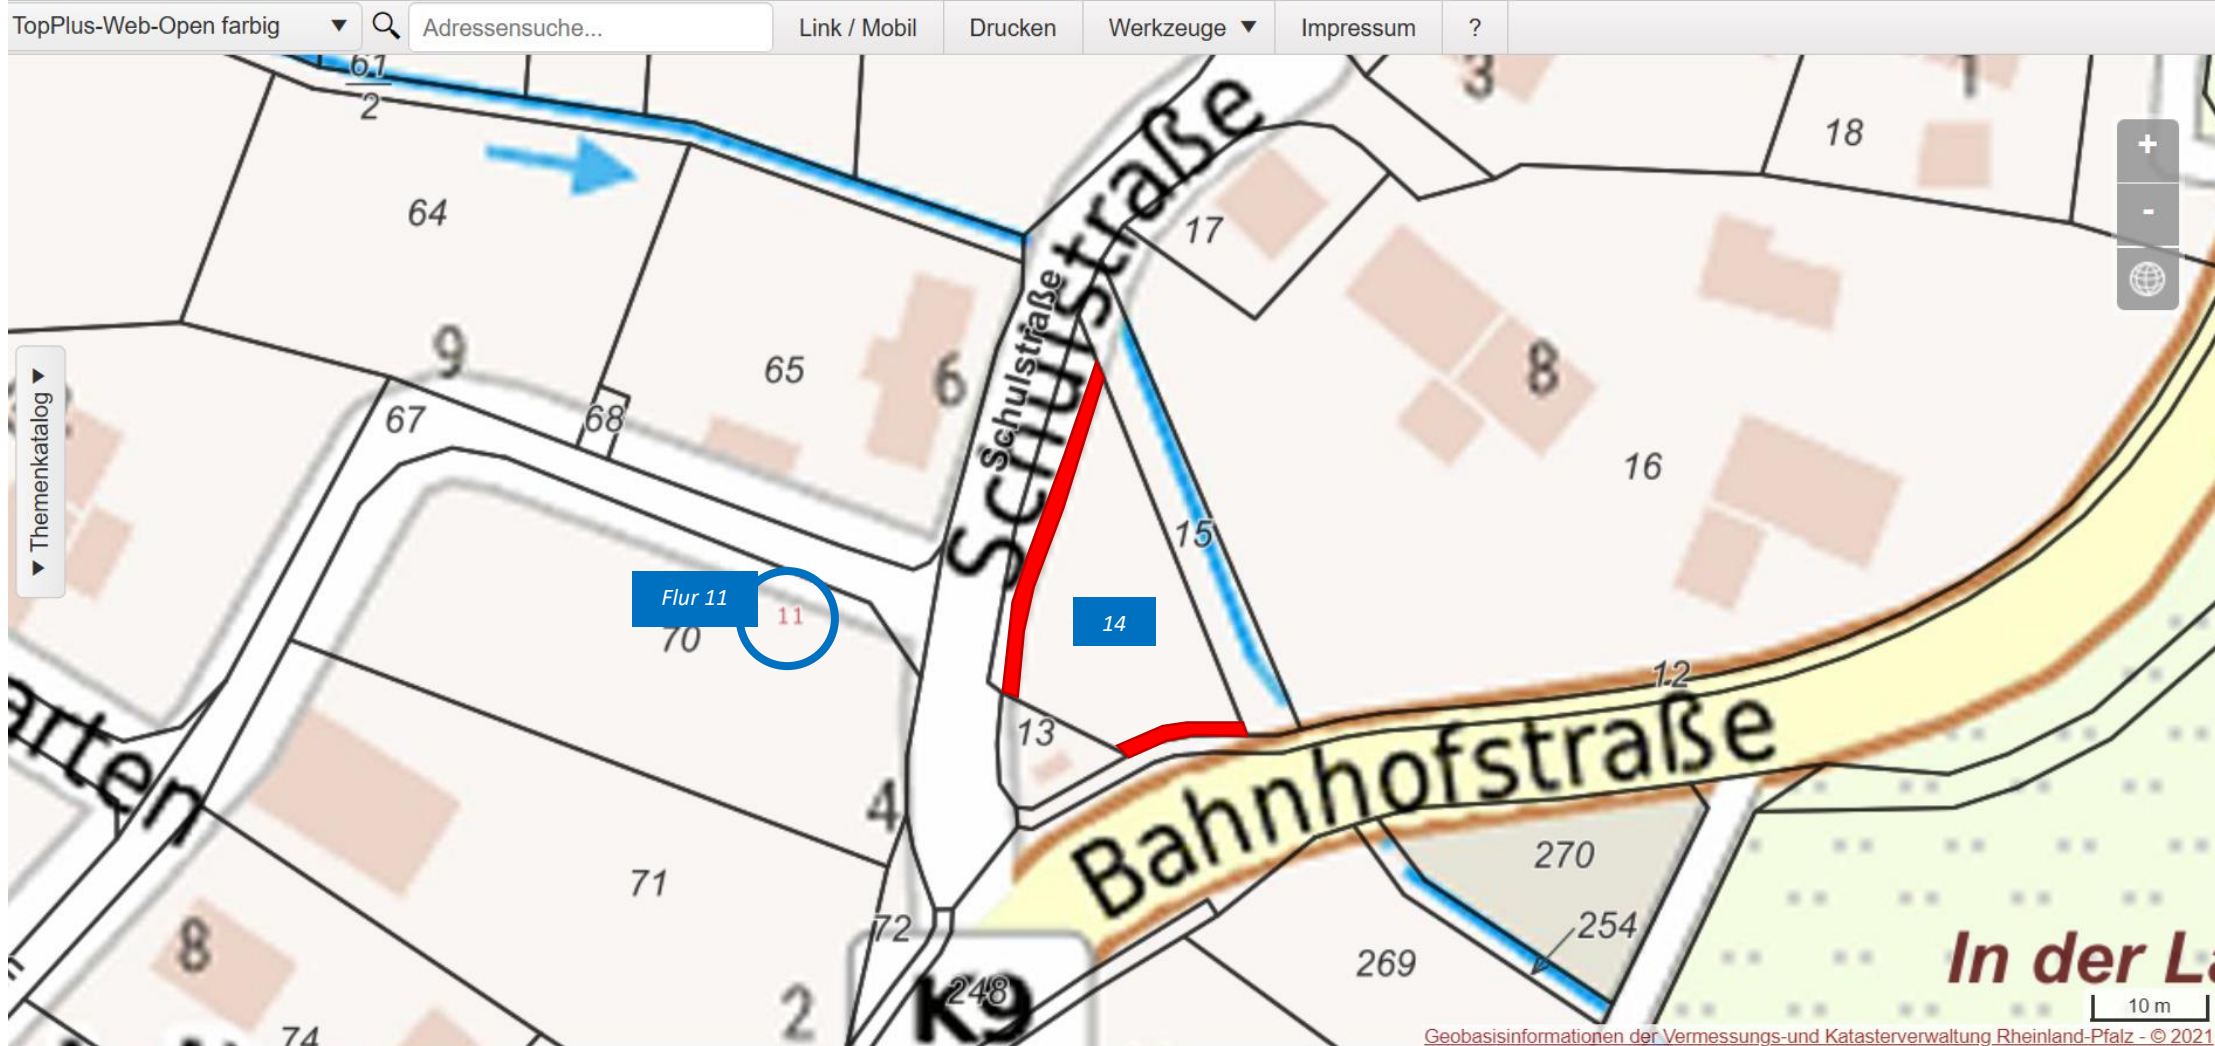 TopPlus-Web-Open farbig ▼ Adressensuche... Link / Mobil Drucken Werkzeuge ▼ Impressum ?
61
2
3
1
18
+
-
64
17
Schulstraße
Schulstraße
9
65
6
8
67
68
16
▼ Themenkatalog ▼
15
Flur 11
11
14
70
12
13
Bahnhofstraße
arten
4
71
270
72
254
8
269
In der La
2
K9
248
74
10 m
Geobasisinformationen der Vermessungs-und Katasterverwaltung Rheinland-Pfalz - © 2021